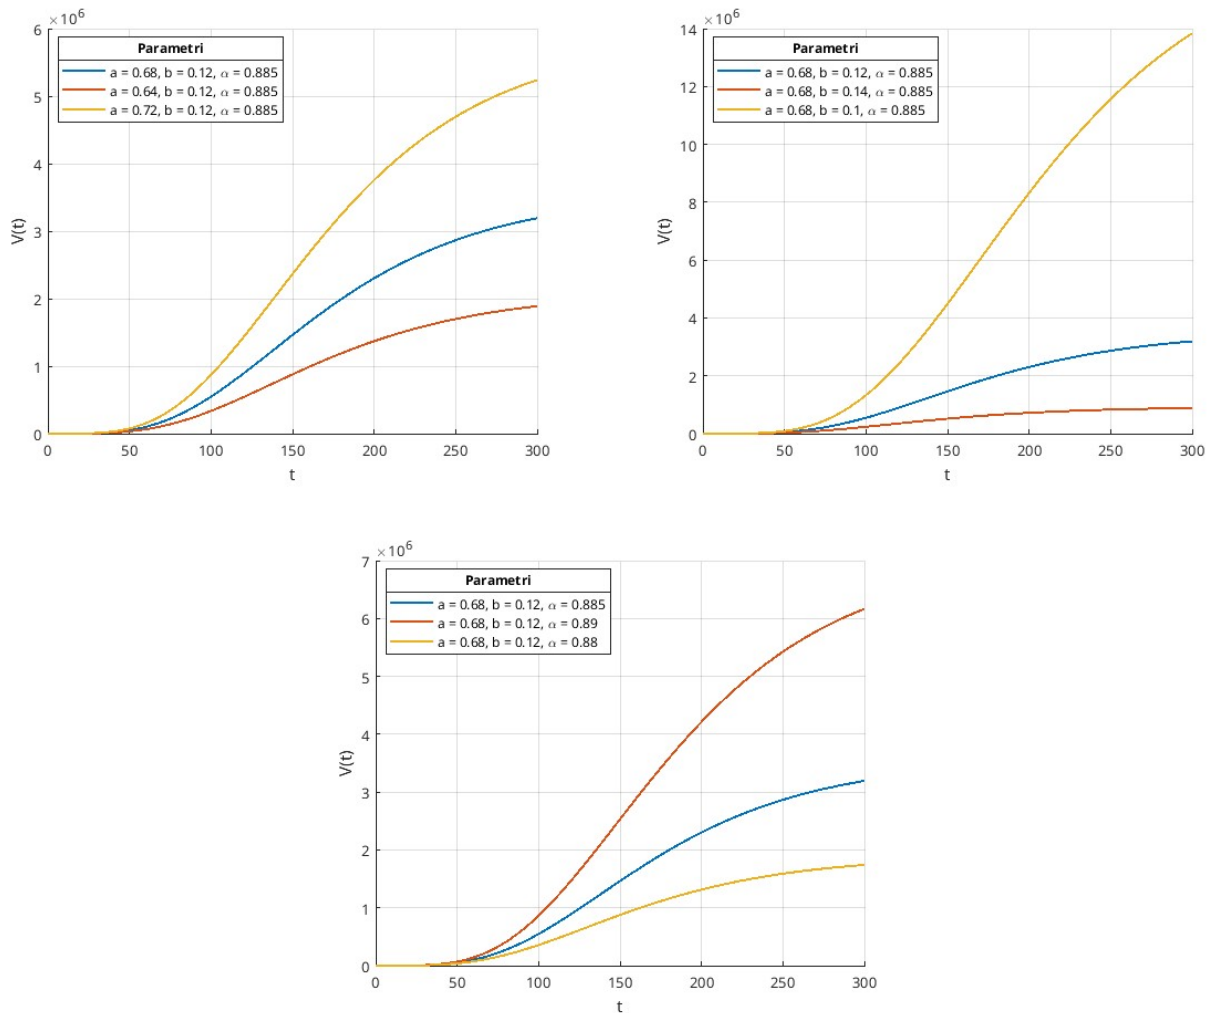 ×10⁶
6
5
4
3
2
1
0
V(t)
Parametri
a = 0.68, b = 0.12, α = 0.885
a = 0.64, b = 0.12, α = 0.885
a = 0.72, b = 0.12, α = 0.885
0 50 100 150 200 250 300
t
×10⁶
14
12
10
8
6
4
2
0
V(t)
Parametri
a = 0.68, b = 0.12, α = 0.885
a = 0.68, b = 0.14, α = 0.885
a = 0.68, b = 0.1, α = 0.885
0 50 100 150 200 250 300
t
×10⁶
7
6
5
4
3
2
1
0
V(t)
Parametri
a = 0.68, b = 0.12, α = 0.885
a = 0.68, b = 0.12, α = 0.89
a = 0.68, b = 0.12, α = 0.88
0 50 100 150 200 250 300
t